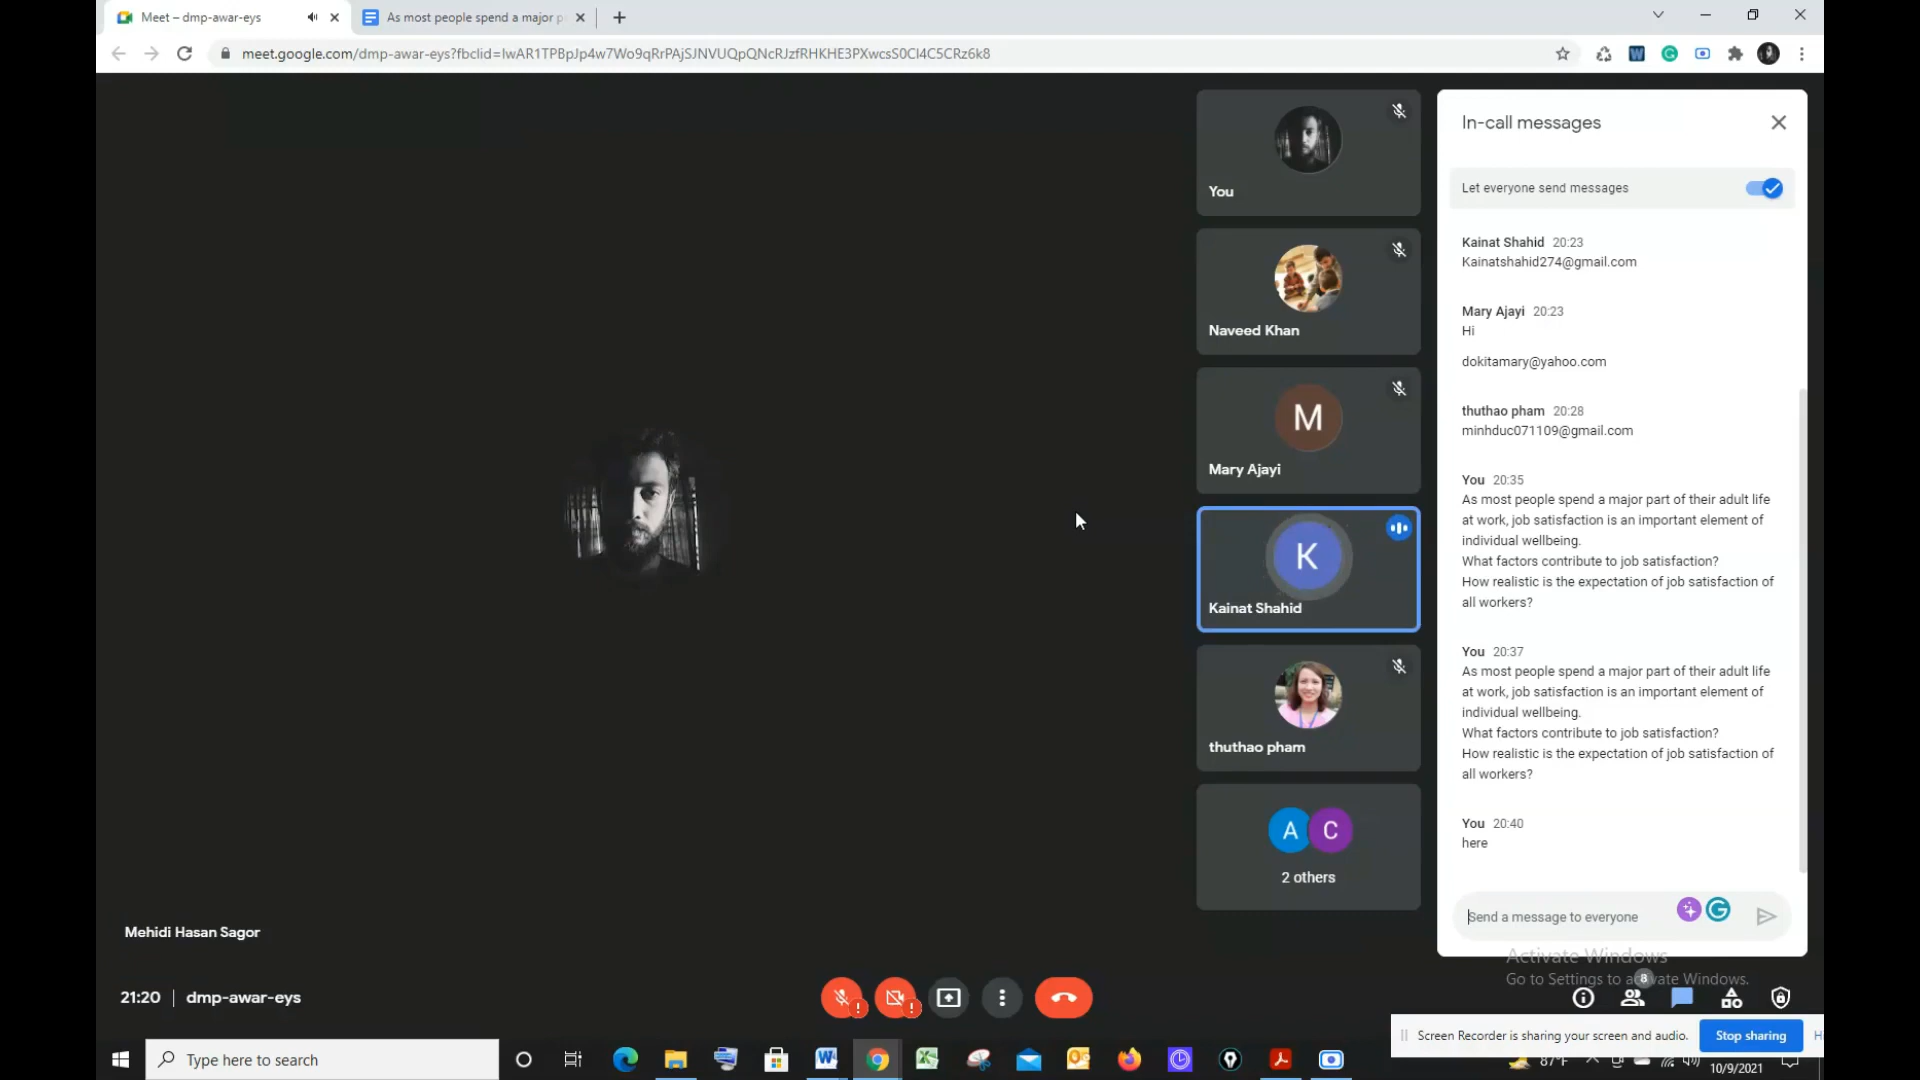 Meet – dmp-awar-eys
As most people spend a major p
meet.google.com/dmp-awar-eys?fbclid=IwAR1TPBpJp4w7Wo9qRrPAjSJNVUQpQNcRJzfRHKHE3PXwcsS0Cl4C5CRz6k8
You
Naveed Khan
M
Mary Ajayi
K
Kainat Shahid
thuthao pham
A C
2 others
In-call messages
Let everyone send messages
Kainat Shahid 20:23
Kainatshahid274@gmail.com
Mary Ajayi 20:23
Hi
dokitamary@yahoo.com
thuthao pham 20:28
minhduc071109@gmail.com
You 20:35
As most people spend a major part of their adult life
at work, job satisfaction is an important element of
individual wellbeing.
What factors contribute to job satisfaction?
How realistic is the expectation of job satisfaction of
all workers?
You 20:37
As most people spend a major part of their adult life
at work, job satisfaction is an important element of
individual wellbeing.
What factors contribute to job satisfaction?
How realistic is the expectation of job satisfaction of
all workers?
You 20:40
here
Send a message to everyone
Activate Windows
Go to Settings to activate Windows.
8
Mehidi Hasan Sagor
21:20 | dmp-awar-eys
Screen Recorder is sharing your screen and audio.
Stop sharing
Type here to search
87°F
10/9/2021